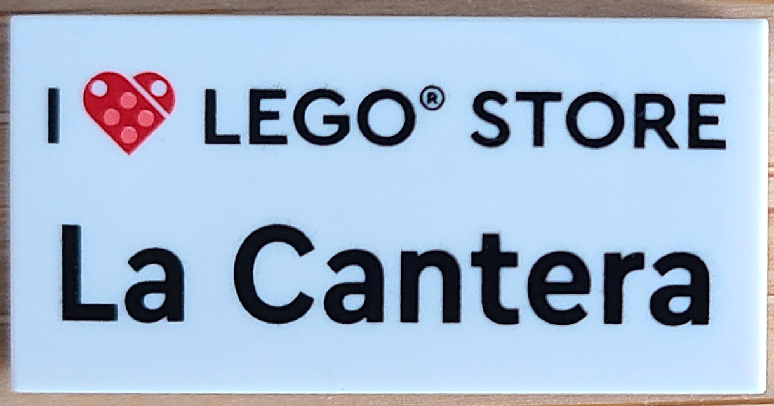 I ❤ LEGO® STORE
La Cantera